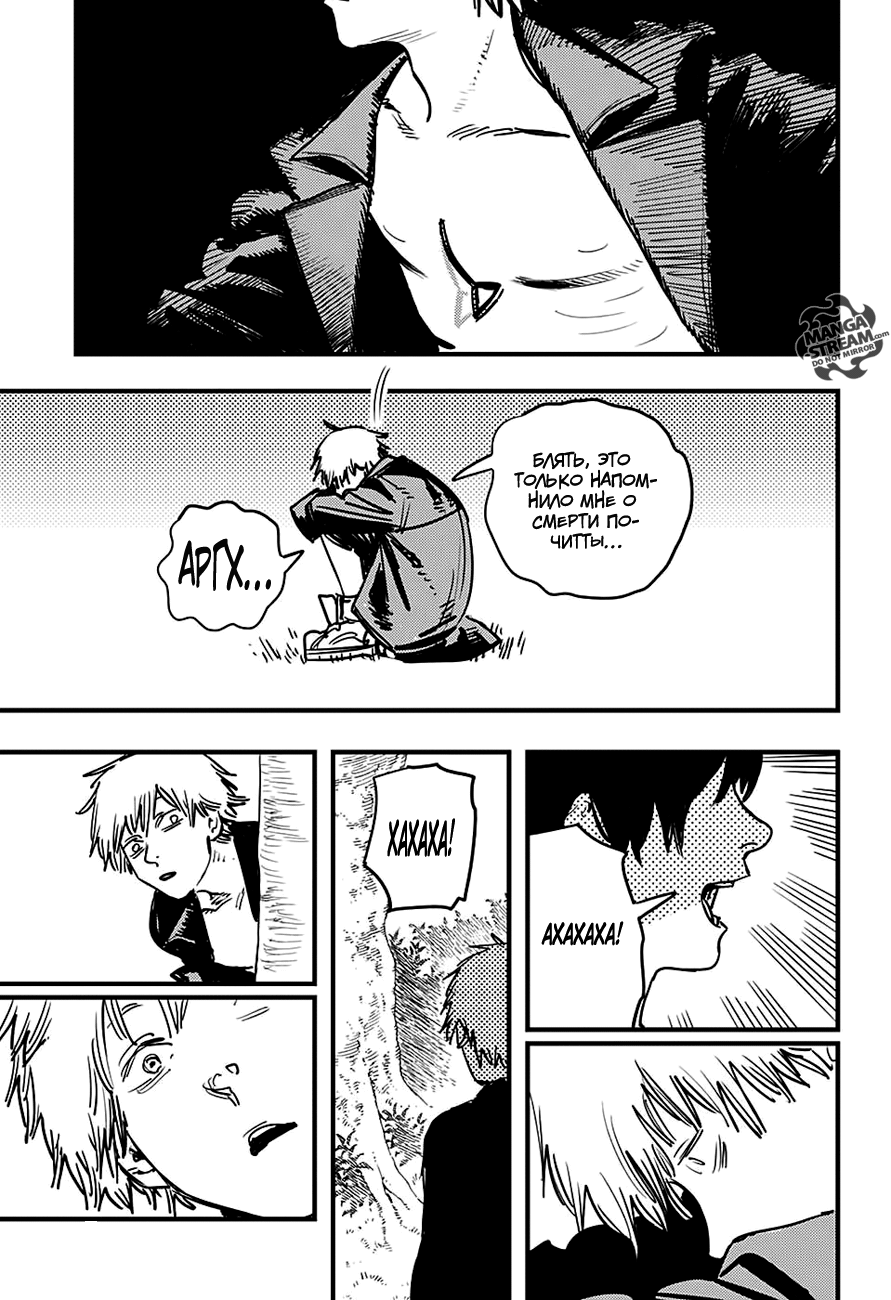 MANGA
-STREAM.com
DO NOT MIRROR
БЛЯТЬ, ЭТО
ТОЛЬКО НАПОМ-
НИЛО МНЕ О
СМЕРТИ ПО-
ЧИТТЫ...
АРГХ...
АХАХАХА!
ХАХАХА!